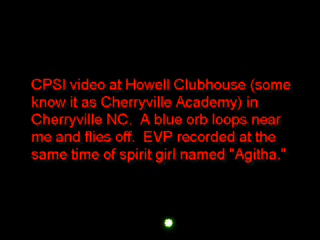 CPSI video at Howell Clubhouse (some
know it as Cherryville Academy) in
Cherryville NC.  A blue orb loops near
me and flies off.  EVP recorded at the
same time of spirit girl named "Agitha."